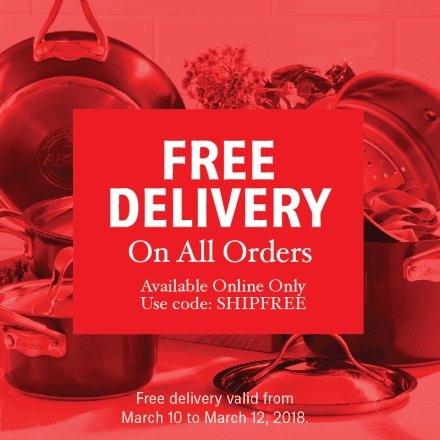 FREE
DELIVERY
On All Orders
Available Online Only
Use code: SHIPFREE
Free delivery valid from
March 10 to March 12, 2018.